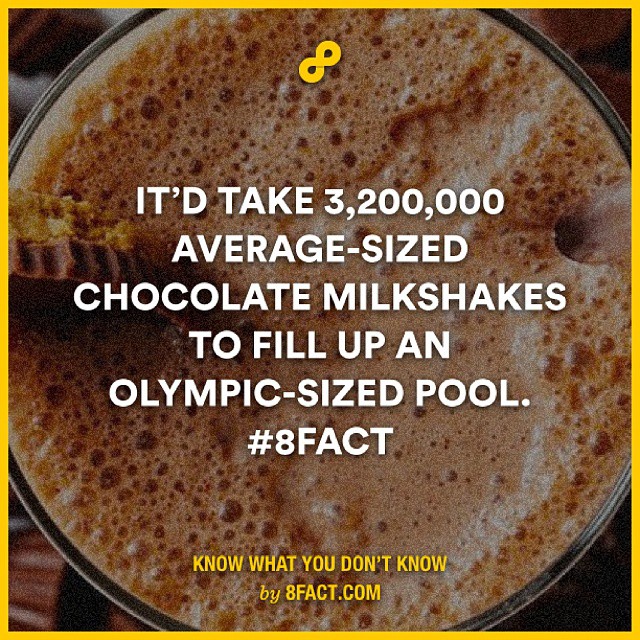 IT’D TAKE 3,200,000
AVERAGE-SIZED
CHOCOLATE MILKSHAKES
TO FILL UP AN
OLYMPIC-SIZED POOL.
#8FACT
KNOW WHAT YOU DON’T KNOW
by 8FACT.COM